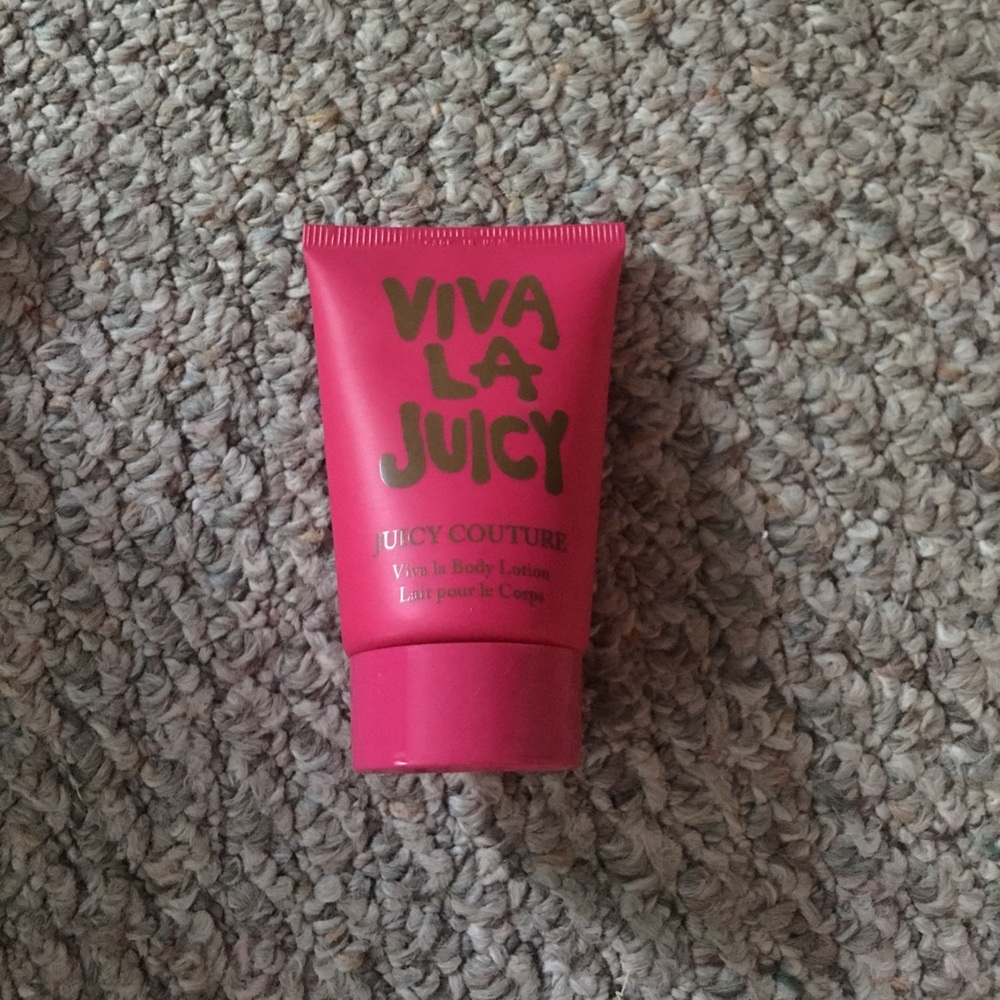 VIVA
LA
JUICY
JUICY COUTURE
Viva la Body Lotion
Lait pour le Corps